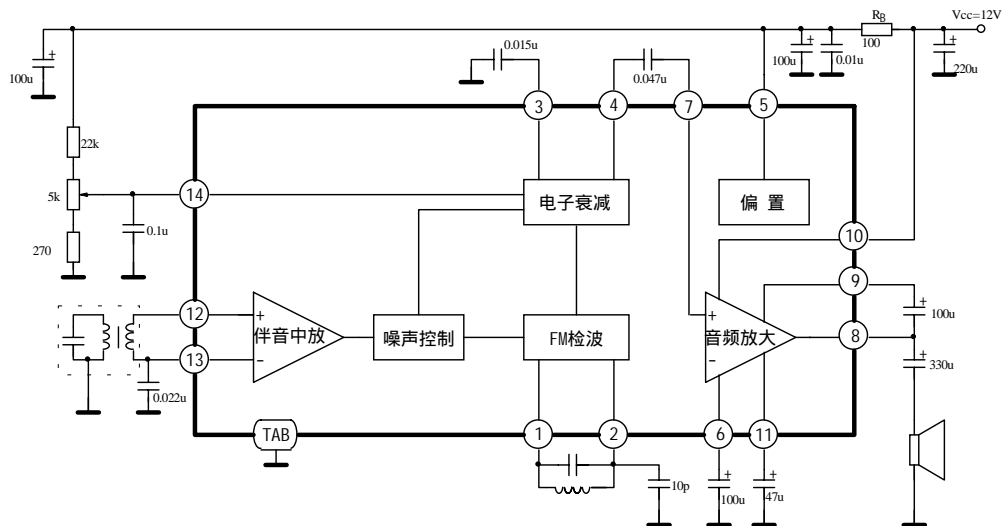 Vcc=12V
R_B
100
0.015u
100u
0.047u
100u
0.01u
220u
3
4
7
5
22k
5k
14
电子衰减
偏 置
0.1u
10
270
9
12
+
伴音中放
噪声控制
FM检波
+
音频放大
100u
8
13
-
-
330u
0.022u
TAB
1
2
6
11
10p
100u
47u